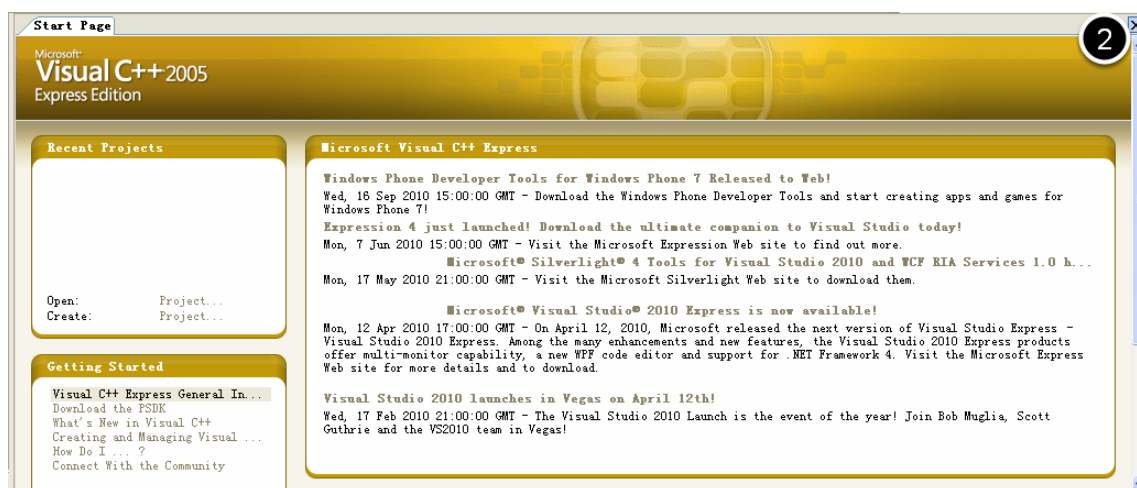 Start Page
2
Microsoft
Visual C++ 2005
Express Edition
Recent Projects
Open: Project...
Create: Project...
Getting Started
Visual C++ Express General In...
Download the PSDK
What's New in Visual C++
Creating and Managing Visual ...
How Do I ... ?
Connect With the Community
Microsoft Visual C++ Express
Windows Phone Developer Tools for Windows Phone 7 Released to Web!
Wed, 16 Sep 2010 15:00:00 GMT - Download the Windows Phone Developer Tools and start creating apps and games for
Windows Phone 7!
Expression 4 just launched! Download the ultimate companion to Visual Studio today!
Mon, 7 Jun 2010 15:00:00 GMT - Visit the Microsoft Expression Web site to find out more.
Microsoft® Silverlight® 4 Tools for Visual Studio 2010 and WCF RIA Services 1.0 h...
Mon, 17 May 2010 21:00:00 GMT - Visit the Microsoft Silverlight Web site to download them.
Microsoft® Visual Studio® 2010 Express is now available!
Mon, 12 Apr 2010 17:00:00 GMT - On April 12, 2010, Microsoft released the next version of Visual Studio Express -
Visual Studio 2010 Express. Among the many enhancements and new features, the Visual Studio 2010 Express products
offer multi-monitor capability, a new WPF code editor and support for .NET Framework 4. Visit the Microsoft Express
Web site for more details and to download.
Visual Studio 2010 launches in Vegas on April 12th!
Wed, 17 Feb 2010 21:00:00 GMT - The Visual Studio 2010 Launch is the event of the year! Join Bob Muglia, Scott
Guthrie and the VS2010 team in Vegas!